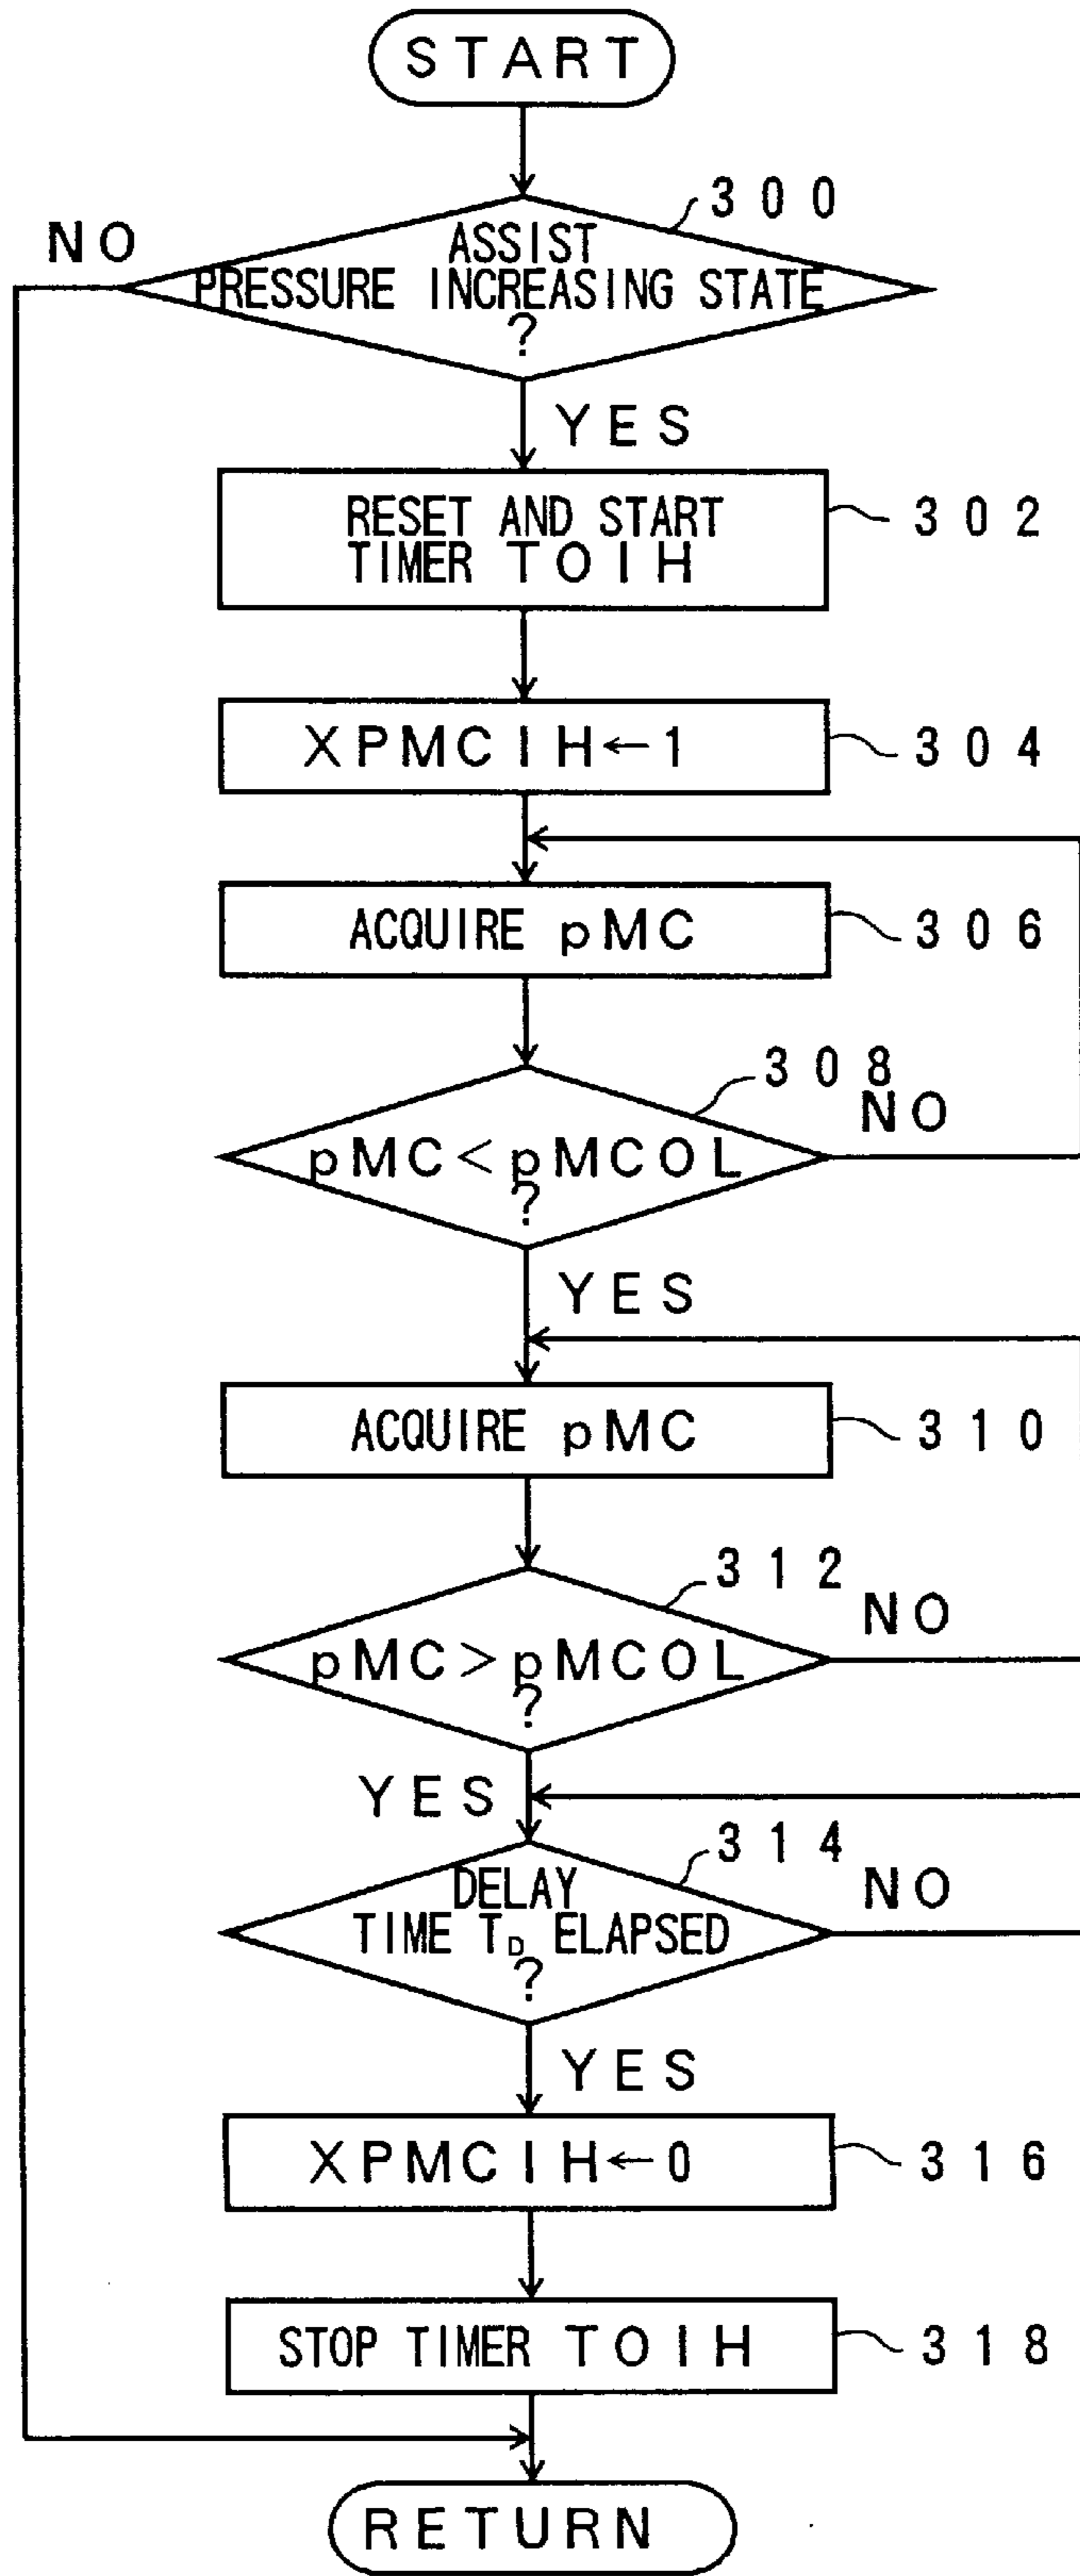 START
300
NO
ASSIST
PRESSURE INCREASING STATE
?
YES
RESET AND START
TIMER TOIH
302
XPMCIH←1
304
ACQUIRE pMC
306
308
NO
pMC<pMCOL
?
YES
ACQUIRE pMC
310
312
NO
pMC>pMCOL
?
YES
314
NO
DELAY
TIME T_D ELAPSED
?
YES
XPMCIH←0
316
STOP TIMER TOIH
318
RETURN